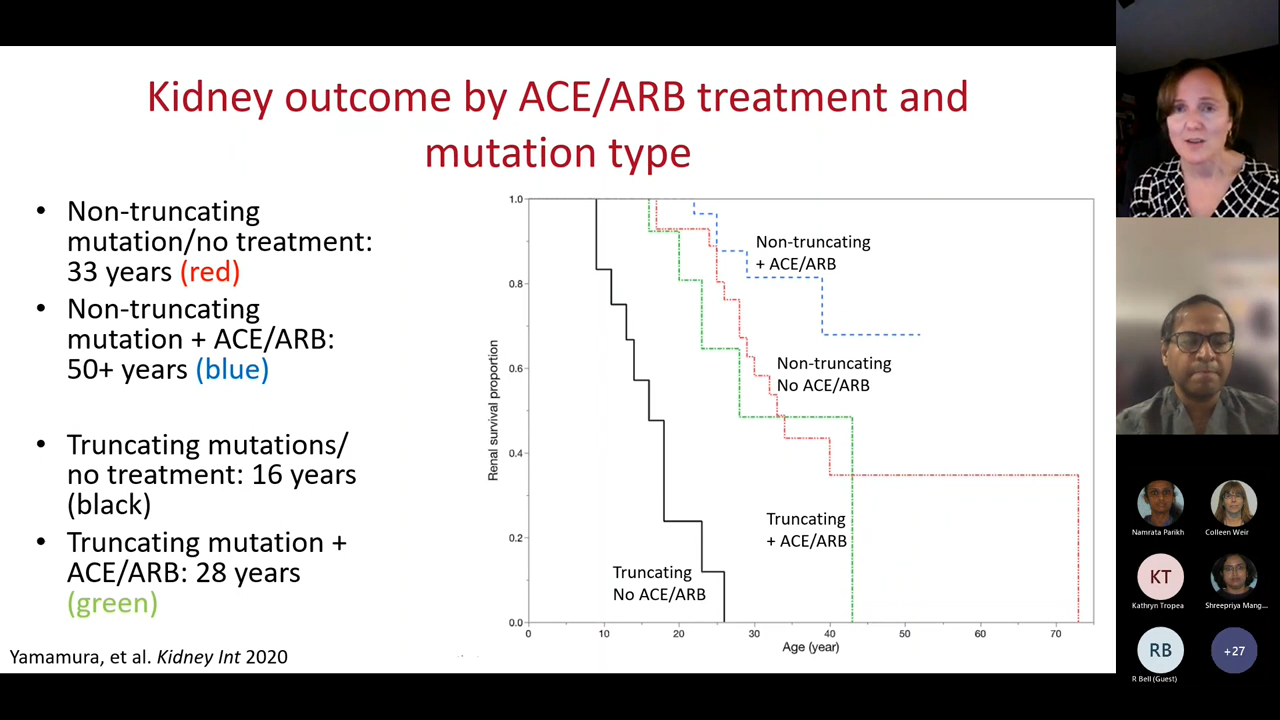 Kidney outcome by ACE/ARB treatment and
mutation type
• Non-truncating
mutation/no treatment:
33 years (red)
• Non-truncating
mutation + ACE/ARB:
50+ years (blue)
• Truncating mutations/
no treatment: 16 years
(black)
• Truncating mutation +
ACE/ARB: 28 years
(green)
Yamamura, et al. Kidney Int 2020
Renal survival proportion
1.0
0.8
0.6
0.4
0.2
0.0
0 10 20 30 40 50 60 70
Age (year)
Non-truncating
+ ACE/ARB
Non-truncating
No ACE/ARB
Truncating
+ ACE/ARB
Truncating
No ACE/ARB
Namrata Parikh
Colleen Weir
KT
Kathryn Tropea
Shreepriya Mang...
RB
R Bell (Guest)
+27